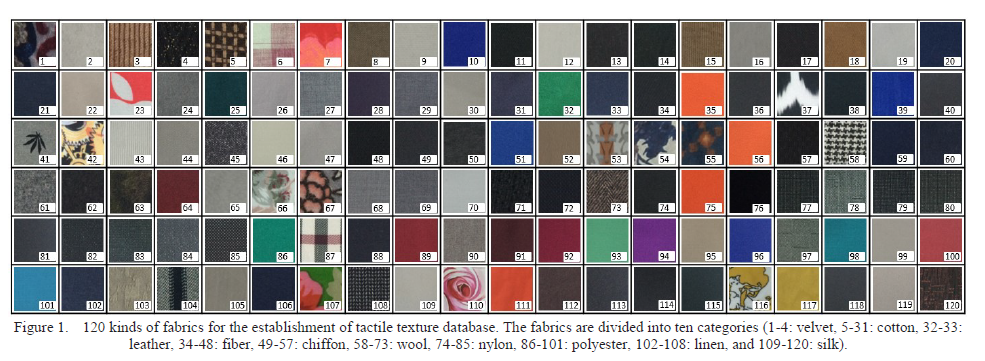 1 2 3 4 5 6 7 8 9 10 11 12 13 14 15 16 17 18 19 20
21 22 23 24 25 26 27 28 29 30 31 32 33 34 35 36 37 38 39 40
41 42 43 44 45 46 47 48 49 50 51 52 53 54 55 56 57 58 59 60
61 62 63 64 65 66 67 68 69 70 71 72 73 74 75 76 77 78 79 80
81 82 83 84 85 86 87 88 89 90 91 92 93 94 95 96 97 98 99 100
101 102 103 104 105 106 107 108 109 110 111 112 113 114 115 116 117 118 119 120
Figure 1. 120 kinds of fabrics for the establishment of tactile texture database. The fabrics are divided into ten categories (1-4: velvet, 5-31: cotton, 32-33:
leather, 34-48: fiber, 49-57: chiffon, 58-73: wool, 74-85: nylon, 86-101: polyester, 102-108: linen, and 109-120: silk).